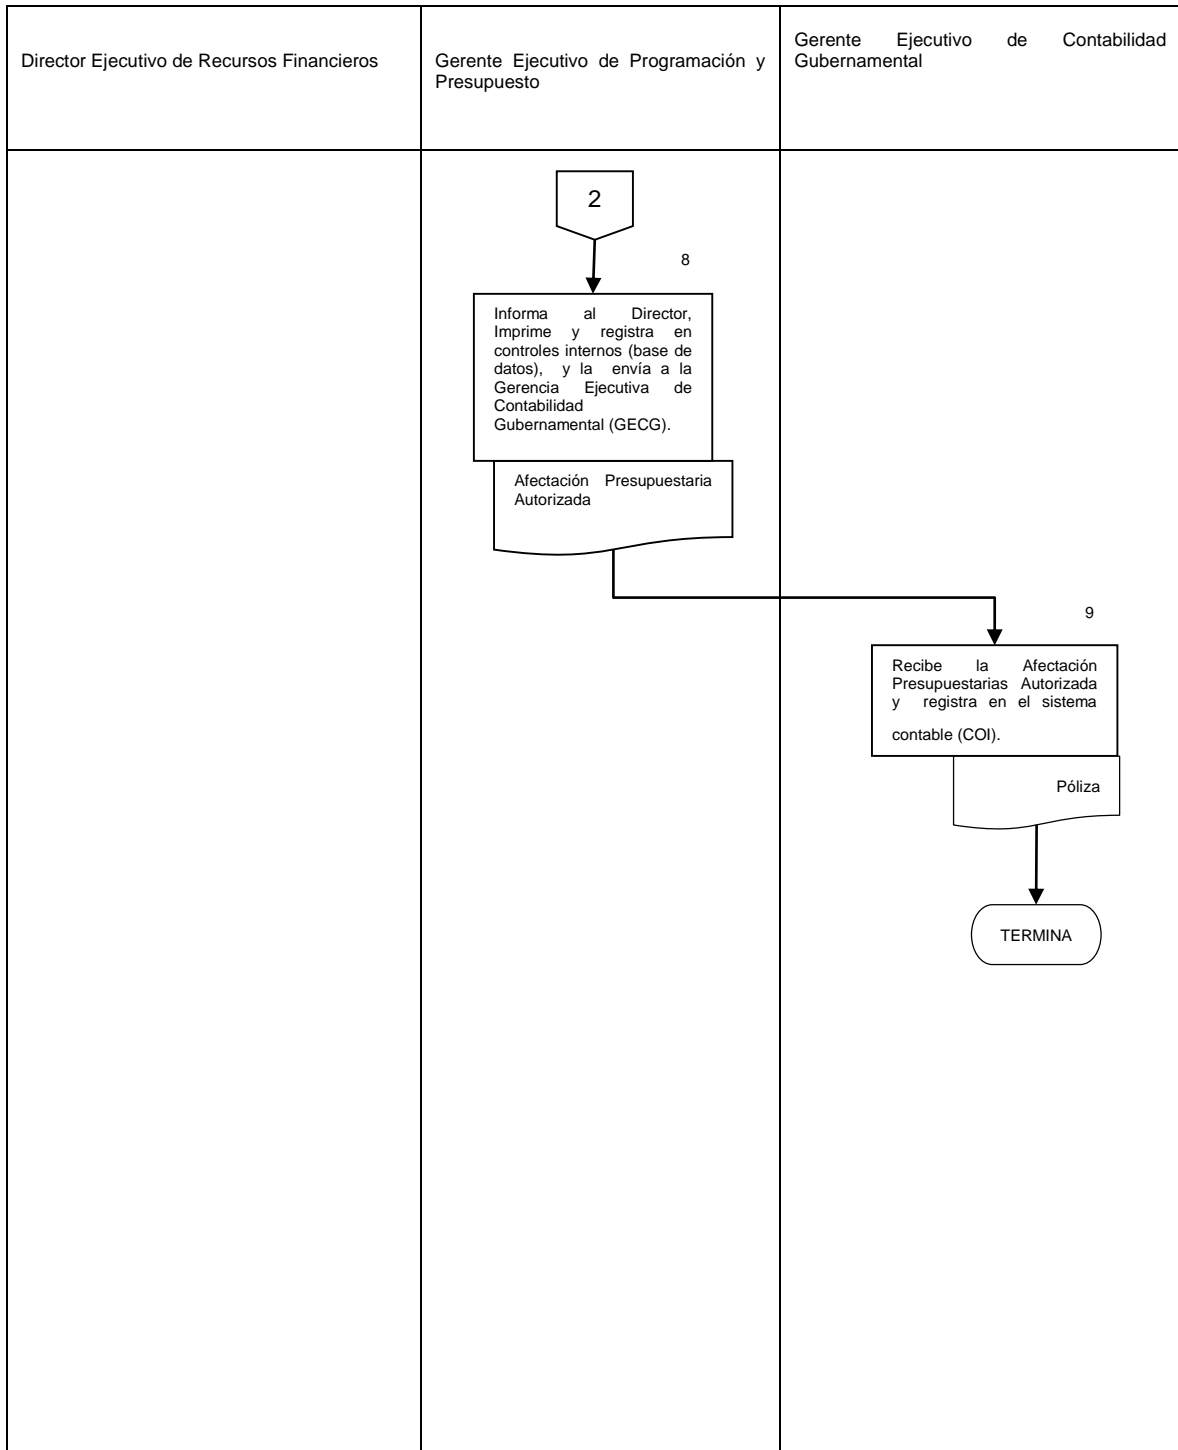 Director Ejecutivo de Recursos Financieros
Gerente Ejecutivo de Programación y
Presupuesto
Gerente Ejecutivo de Contabilidad
Gubernamental
2
8
Informa al Director,
Imprime y registra en
controles internos (base de
datos), y la envía a la
Gerencia Ejecutiva de
Contabilidad
Gubernamental (GECG).
Afectación Presupuestaria
Autorizada
9
Recibe la Afectación
Presupuestarias Autorizada
y registra en el sistema
contable (COI).
Póliza
TERMINA